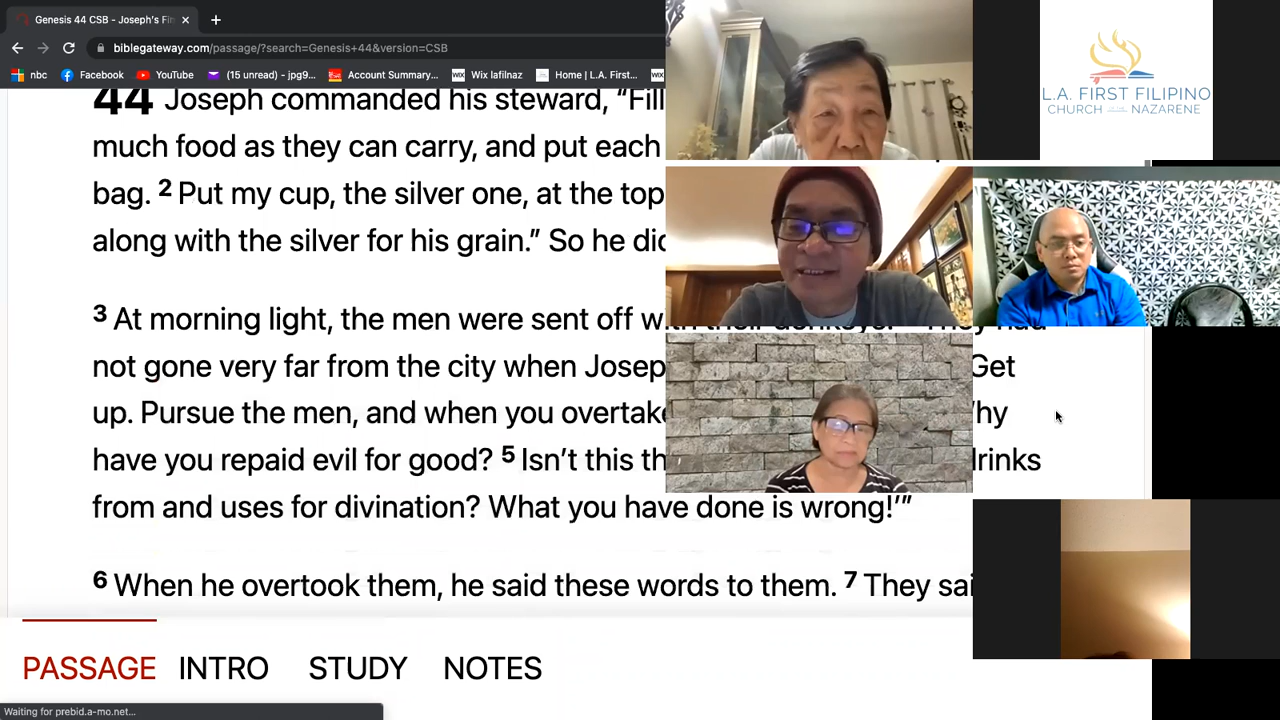 Genesis 44 CSB - Joseph's Fin
biblegateway.com/passage/?search=Genesis+44&version=CSB
nbc
Facebook
YouTube
(15 unread) - jpg9...
Account Summary...
Wix lafilnaz
Home | L.A. First...
44 Joseph commanded his steward, “Fill
much food as they can carry, and put each
bag. 2 Put my cup, the silver one, at the top
along with the silver for his grain.” So he did
3 At morning light, the men were sent off with their donkeys. They had
not gone very far from the city when Josep Get
up. Pursue the men, and when you overtake hy
have you repaid evil for good? 5 Isn’t this th drinks
from and uses for divination? What you have done is wrong!’”
6 When he overtook them, he said these words to them. 7 They sai
PASSAGE INTRO STUDY NOTES
Waiting for prebid.a-mo.net...
L.A. FIRST FILIPINO
CHURCH OF THE NAZARENE